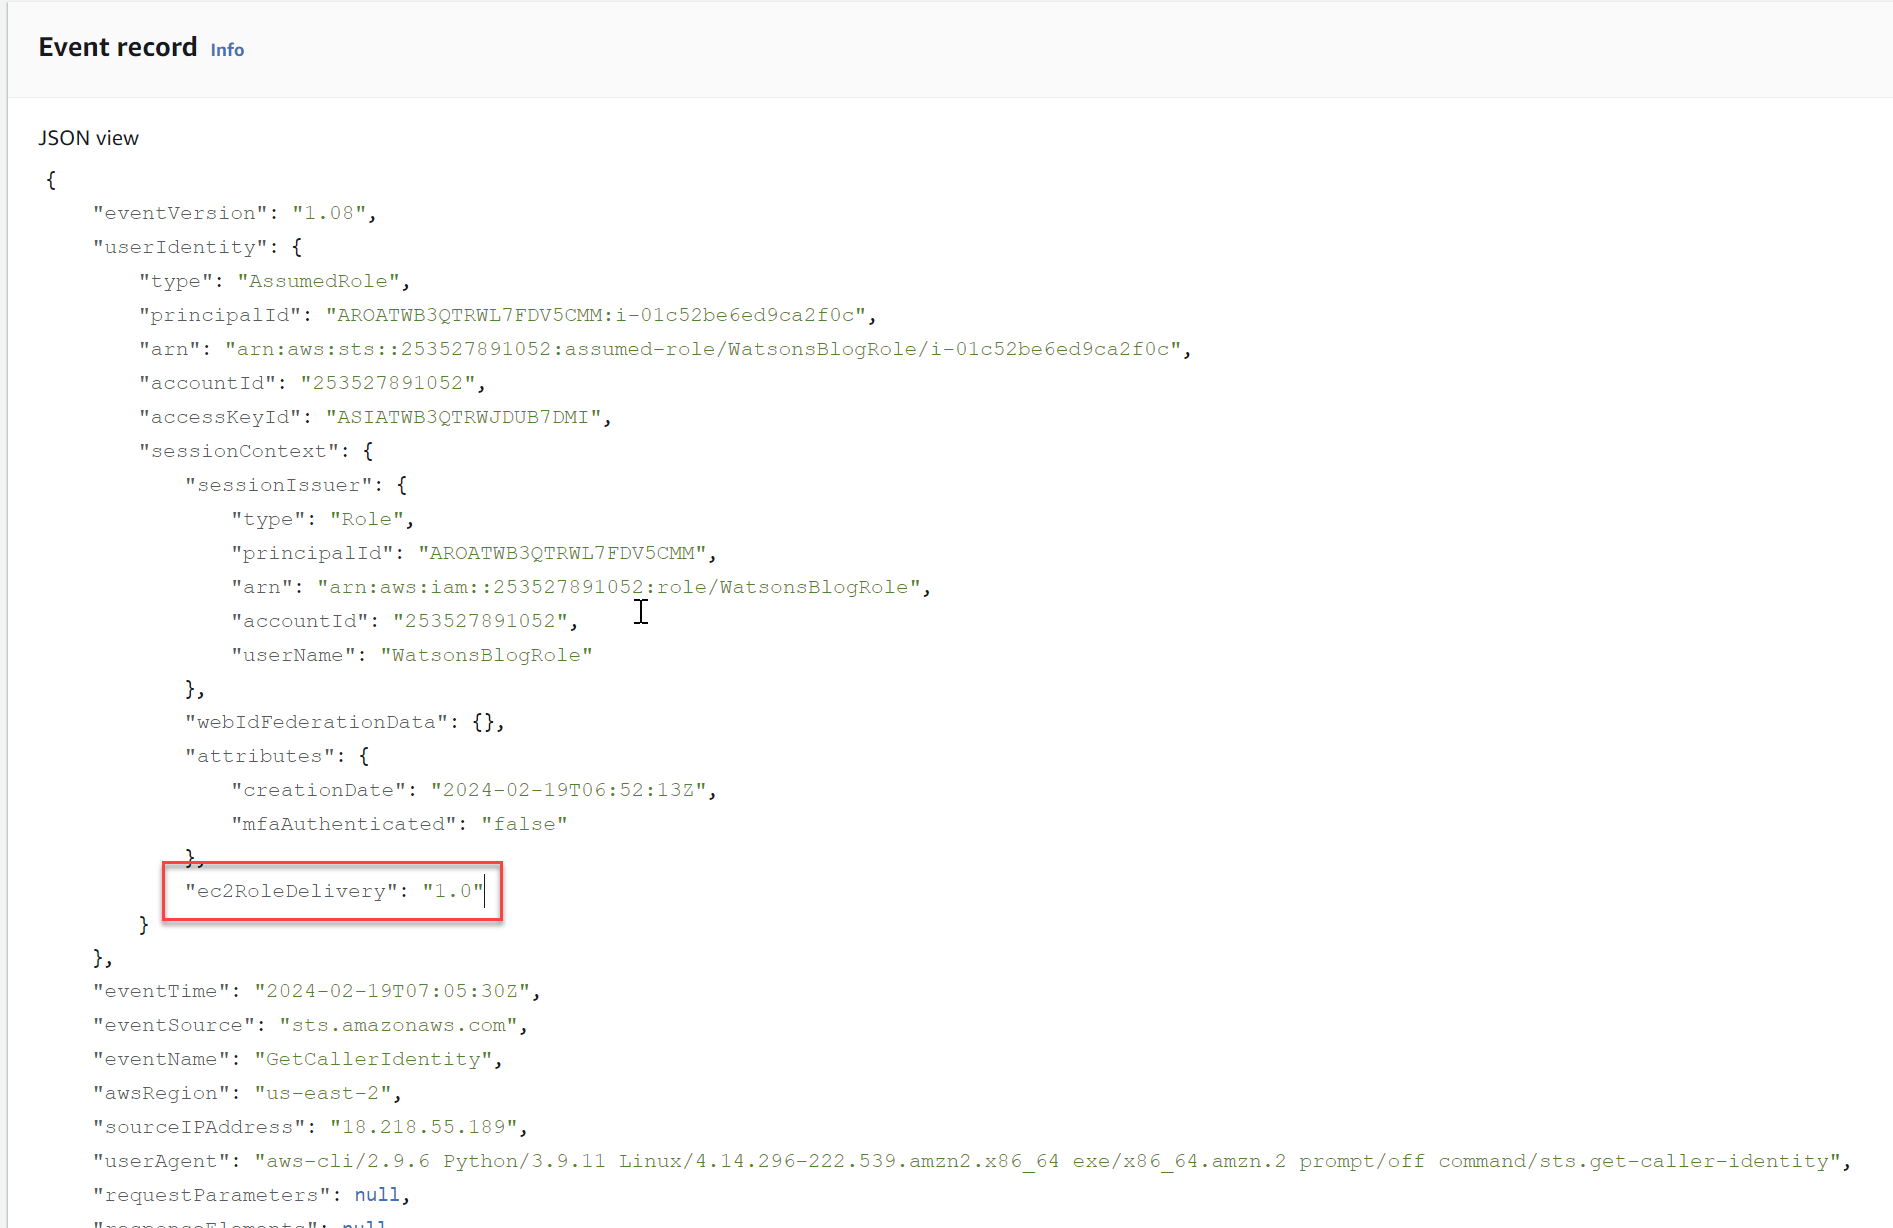 Event record Info
JSON view
{
"eventVersion": "1.08",
"userIdentity": {
"type": "AssumedRole",
"principalId": "AROATWB3QTRWL7FDV5CMM:i-01c52be6ed9ca2f0c",
"arn": "arn:aws:sts::253527891052:assumed-role/WatsonsBlogRole/i-01c52be6ed9ca2f0c",
"accountId": "253527891052",
"accessKeyId": "ASIATWB3QTRWJDUB7DMI",
"sessionContext": {
"sessionIssuer": {
"type": "Role",
"principalId": "AROATWB3QTRWL7FDV5CMM",
"arn": "arn:aws:iam::253527891052:role/WatsonsBlogRole",
"accountId": "253527891052",
"userName": "WatsonsBlogRole"
},
"webIdFederationData": {},
"attributes": {
"creationDate": "2024-02-19T06:52:13Z",
"mfaAuthenticated": "false"
},
"ec2RoleDelivery": "1.0"
}
},
"eventTime": "2024-02-19T07:05:30Z",
"eventSource": "sts.amazonaws.com",
"eventName": "GetCallerIdentity",
"awsRegion": "us-east-2",
"sourceIPAddress": "18.218.55.189",
"userAgent": "aws-cli/2.9.6 Python/3.9.11 Linux/4.14.296-222.539.amzn2.x86_64 exe/x86_64.amzn.2 prompt/off command/sts.get-caller-identity",
"requestParameters": null,
"responseElements": null